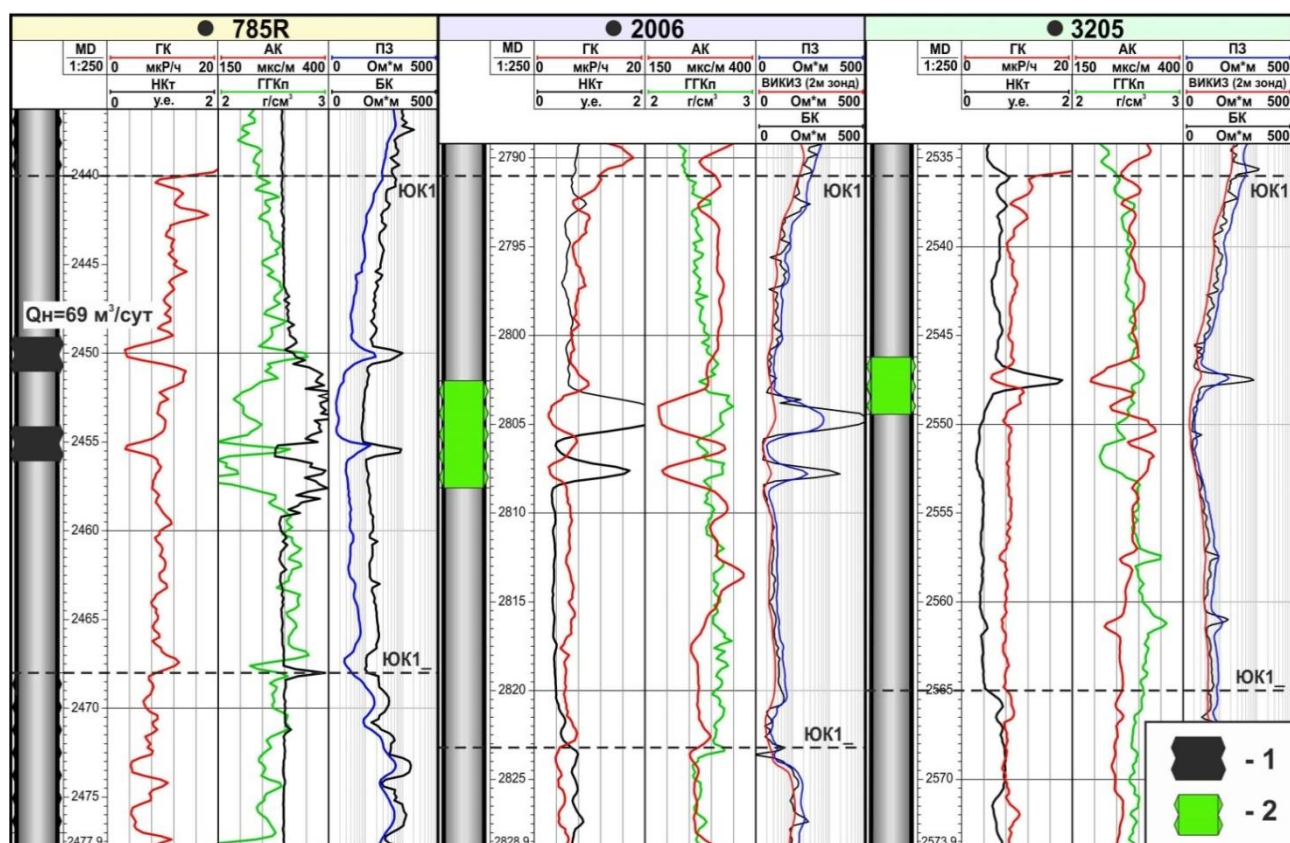 785R
2006
3205
MD
1:250
ГК
0 мкР/ч 20
НКт
0 у.е. 2
АК
150 мкс/м 400
ГГКп
2 г/см³ 3
ПЗ
0 Ом*м 500
БК
0 Ом*м 500
MD
1:250
ГК
0 мкР/ч 20
НКт
0 у.е. 2
АК
150 мкс/м 400
ГГКп
2 г/см³ 3
ПЗ
0 Ом*м 500
ВИКИЗ (2м зонд)
0 Ом*м 500
БК
0 Ом*м 500
MD
1:250
ГК
0 мкР/ч 20
НКт
0 у.е. 2
АК
150 мкс/м 400
ГГКп
2 г/см³ 3
ПЗ
0 Ом*м 500
ВИКИЗ (2м зонд)
0 Ом*м 500
БК
0 Ом*м 500
2440
2445
Qн=69 м³/сут
2450
2455
2460
2465
2470
2475
2477.9
ЮК1
ЮК1_
2790
2795
2800
2805
2810
2815
2820
2825
2828.9
ЮК1
ЮК1_
2535
2540
2545
2550
2555
2560
2565
2570
2573.9
ЮК1
ЮК1_
- 1
- 2